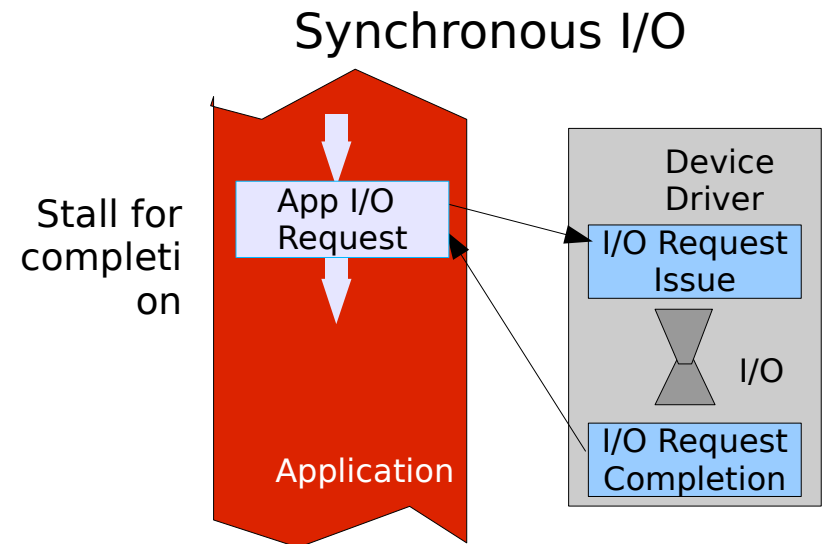 Synchronous I/O
Stall for
completi
on
App I/O
Request
Application
Device
Driver
I/O Request
Issue
I/O
I/O Request
Completion